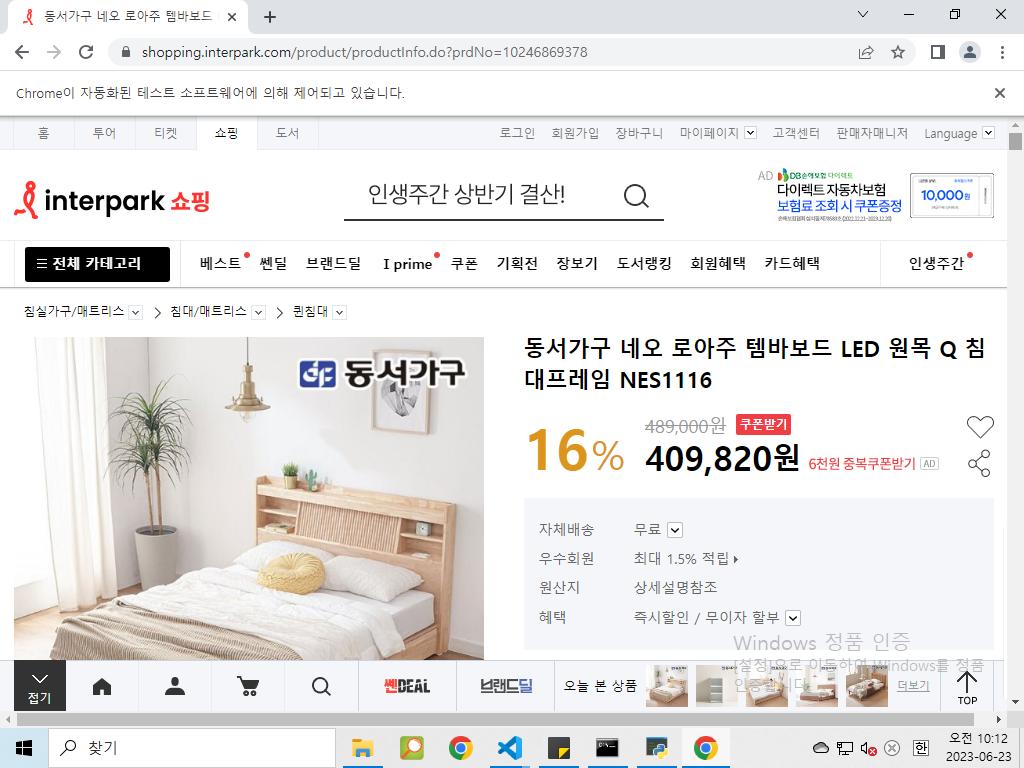 동서가구 네오 로아주 템바보드
shopping.interpark.com/product/productInfo.do?prdNo=10246869378
Chrome이 자동화된 테스트 소프트웨어에 의해 제어되고 있습니다.
홈 투어 티켓 쇼핑 도서 로그인 회원가입 장바구니 마이페이지 고객센터 판매자매니저 Language
interpark 쇼핑
인생주간 상반기 결산!
AD DB손해보험 다이렉트
다이렉트 자동차보험
보험료 조회 시 쿠폰증정
10,000원
전체 카테고리 베스트 쎈딜 브랜드딜 I prime 쿠폰 기획전 장보기 도서랭킹 회원혜택 카드혜택 인생주간
침실가구/매트리스 침대/매트리스 퀸침대
동서가구
동서가구 네오 로아주 템바보드 LED 원목 Q 침
대프레임 NES1116
489,000원 쿠폰받기
16% 409,820원 6천원 중복쿠폰받기 AD
자체배송 무료
우수회원 최대 1.5% 적립
원산지 상세설명참조
혜택 즉시할인 / 무이자 할부
Windows 정품 인증
[설정]으로 이동하여 Windows를 정품
인증합니다.
접기 쎈DEAL 브랜드딜 오늘 본 상품 더보기 TOP
찾기
한
오전 10:12
2023-06-23